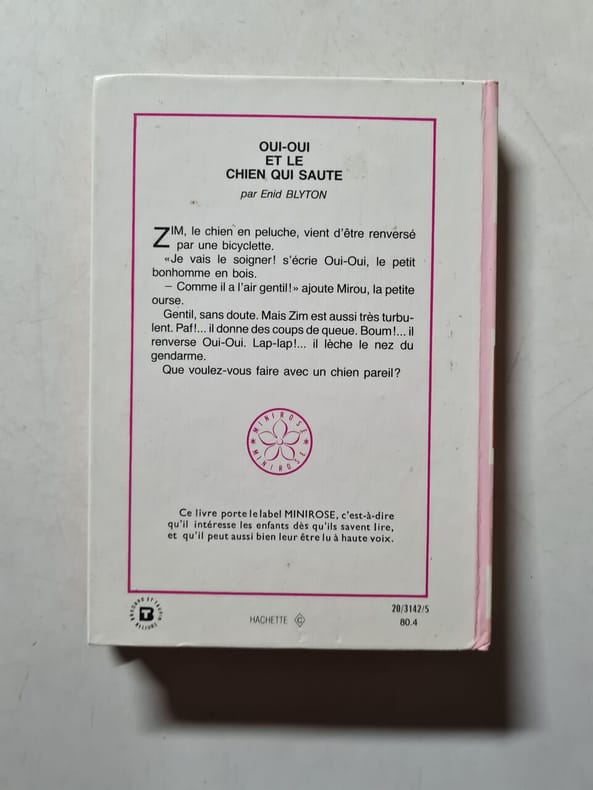 OUI-OUI
ET LE
CHIEN QUI SAUTE
par Enid BLYTON
ZIM, le chien en peluche, vient d'être renversé
par une bicyclette.
«Je vais le soigner! s'écrie Oui-Oui, le petit
bonhomme en bois.
– Comme il a l'air gentil!» ajoute Mirou, la petite
ourse.
Gentil, sans doute. Mais Zim est aussi très turbu-
lent. Paf!... il donne des coups de queue. Boum!... il
renverse Oui-Oui. Lap-lap!... il lèche le nez du
gendarme.
Que voulez-vous faire avec un chien pareil?
MINIROSE
MINIROSE
Ce livre porte le label MINIROSE, c'est-à-dire
qu'il intéresse les enfants dès qu'ils savent lire,
et qu'il peut aussi bien leur être lu à haute voix.
BRODARD ET TAUPIN
RELIURE
HACHETTE
20/3142/5
80.4